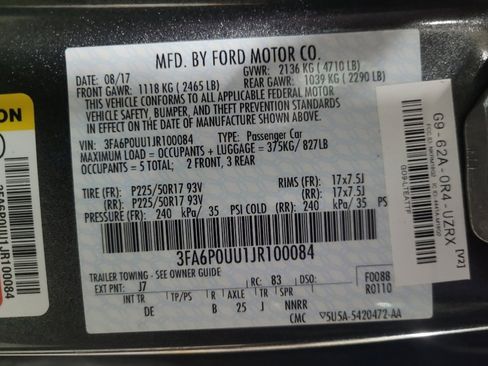 MFD. BY FORD MOTOR CO.
DATE: 08/17 GVWR: 2136 KG ( 4710 LB)
FRONT GAWR: 1118 KG ( 2465 LB) REAR GAWR: 1039 KG ( 2290 LB)
THIS VEHICLE CONFORMS TO ALL APPLICABLE FEDERAL MOTOR
VEHICLE SAFETY, BUMPER, AND THEFT PREVENTION STANDARDS
IN EFFECT ON THE DATE OF MANUFACTURE SHOWN ABOVE.
VIN: 3FA6P0UU1JR100084 TYPE: Passenger Car
MAXIMUM LOAD = OCCUPANTS + LUGGAGE = 375KG/ 827LB
OCCUPANTS = 5 TOTAL; 2 FRONT, 3 REAR
TIRE (FR): P225/50R17 93V RIMS (FR): 17x7.5J
(RR): P225/50R17 93V (RR): 17x7.5J
PRESSURE (FR): 240 kPa/ 35 PSI COLD (RR): 240 kPa/ 35 PS
3FA6P0UU1JR100084
TRAILER TOWING - SEE OWNER GUIDE
EXT PNT: J7 RC: 83 DSO: F0088
INT TR TP/PS R AXLE TR SPR R0110
DE B 25 J NNRR
CMC 5U5A-5420472-AA
G9-62A-0R4-UZRX
[V2]
ON
3FA6P0UU1JR100084